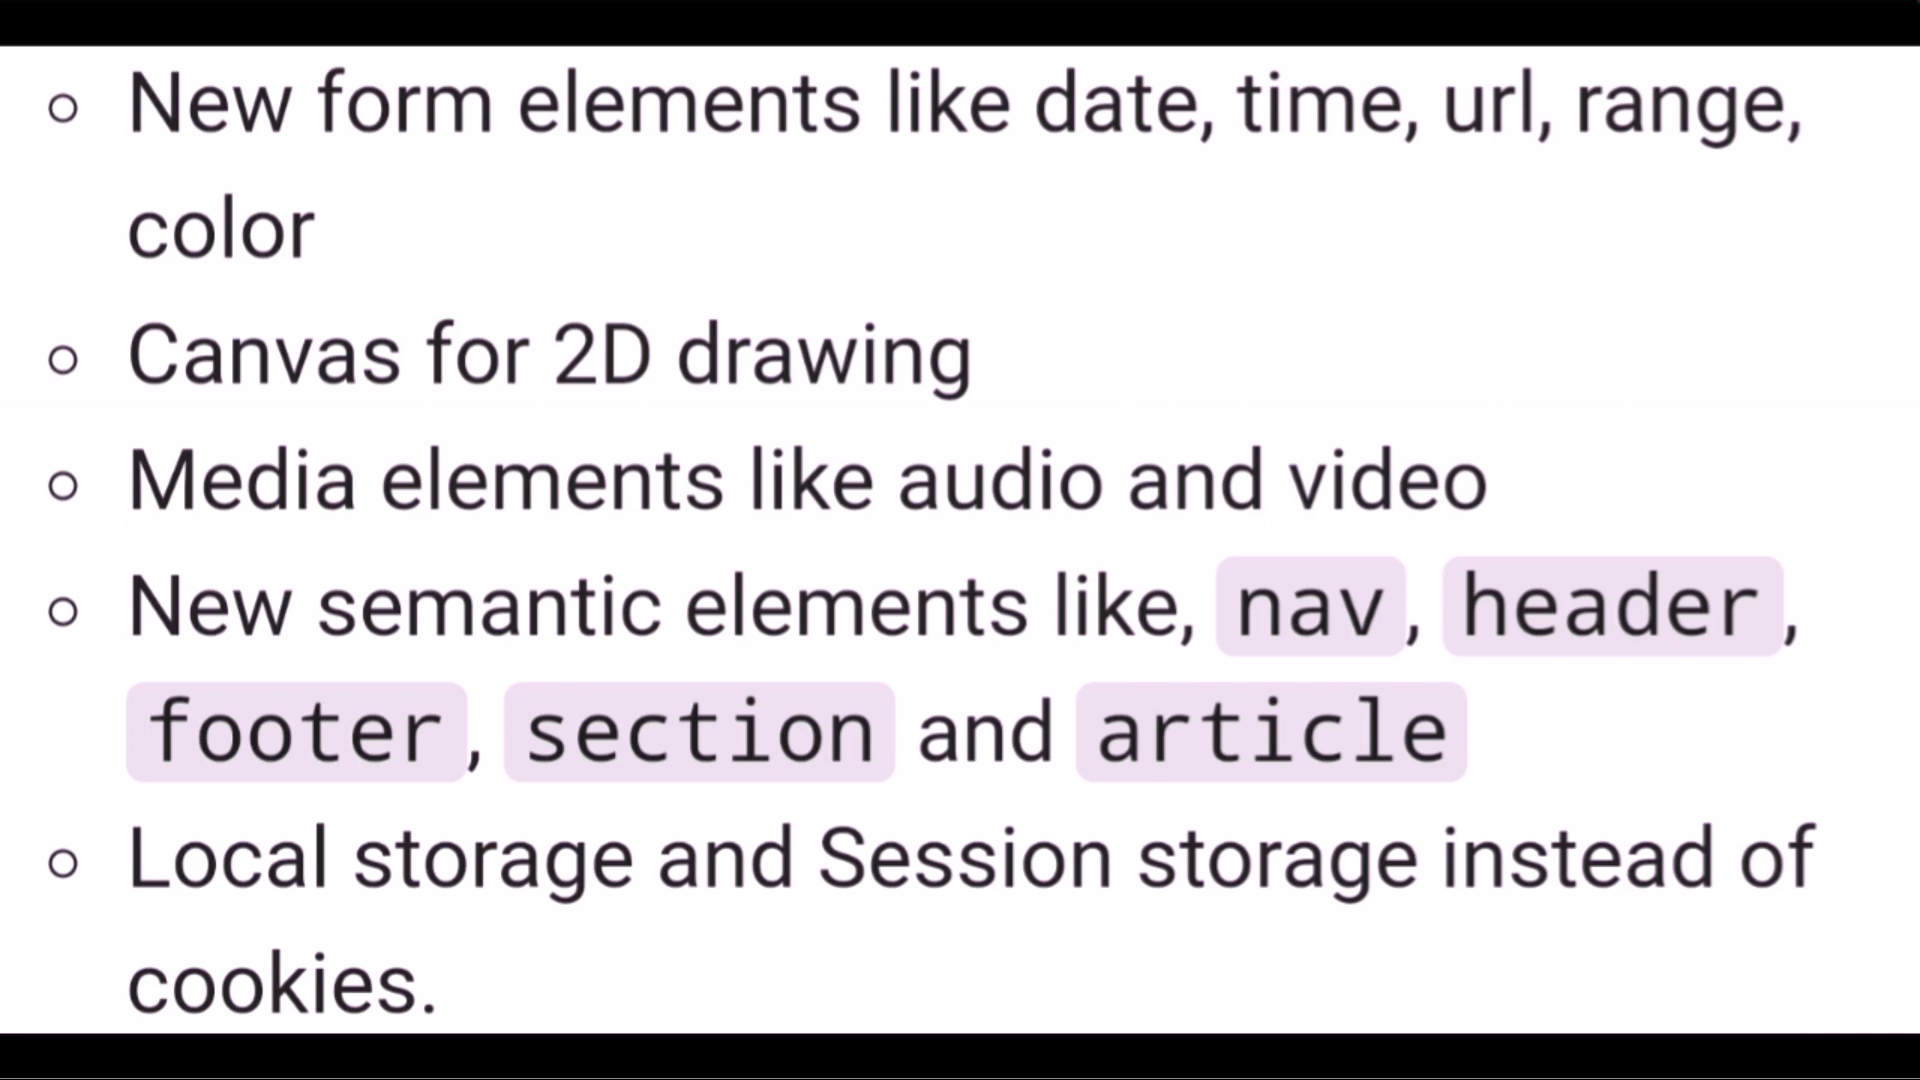 New form elements like date, time, url, range,
color
Canvas for 2D drawing
Media elements like audio and video
New semantic elements like, nav, header,
footer, section and article
Local storage and Session storage instead of
cookies.